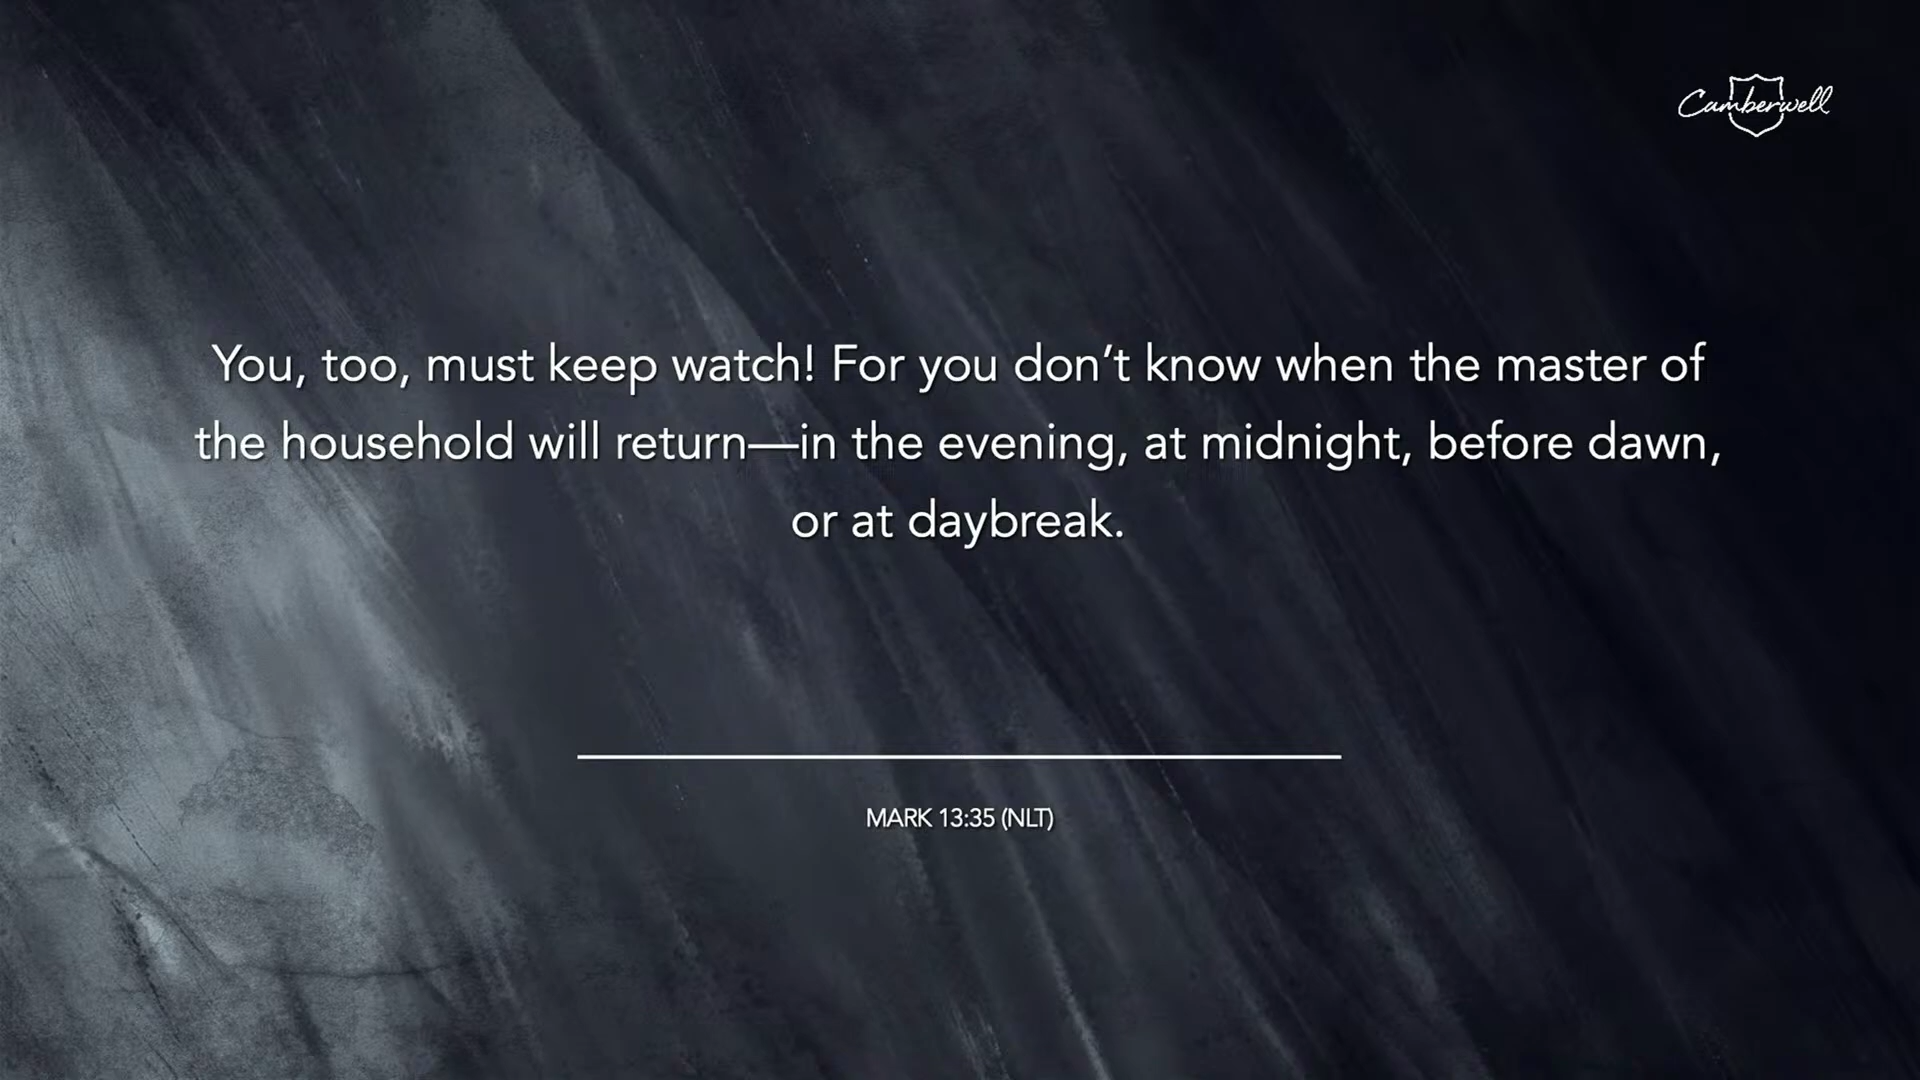 Camberwell
You, too, must keep watch! For you don’t know when the master of
the household will return—in the evening, at midnight, before dawn,
or at daybreak.
MARK 13:35 (NLT)